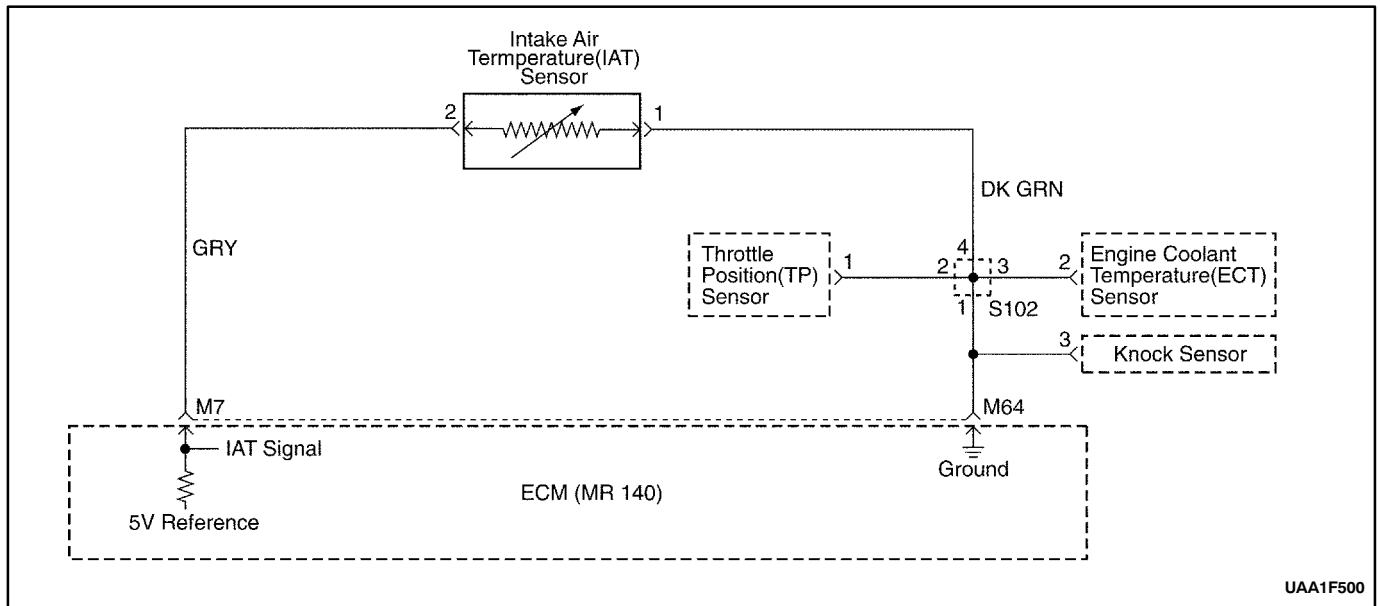 Intake Air
Termperature(IAT)
Sensor
2
1
DK GRN
GRY
Throttle
Position(TP)
Sensor
1
4
2
3
1
S102
2
Engine Coolant
Temperature(ECT)
Sensor
3
Knock Sensor
M7
M64
IAT Signal
Ground
ECM (MR 140)
5V Reference
UAA1F500